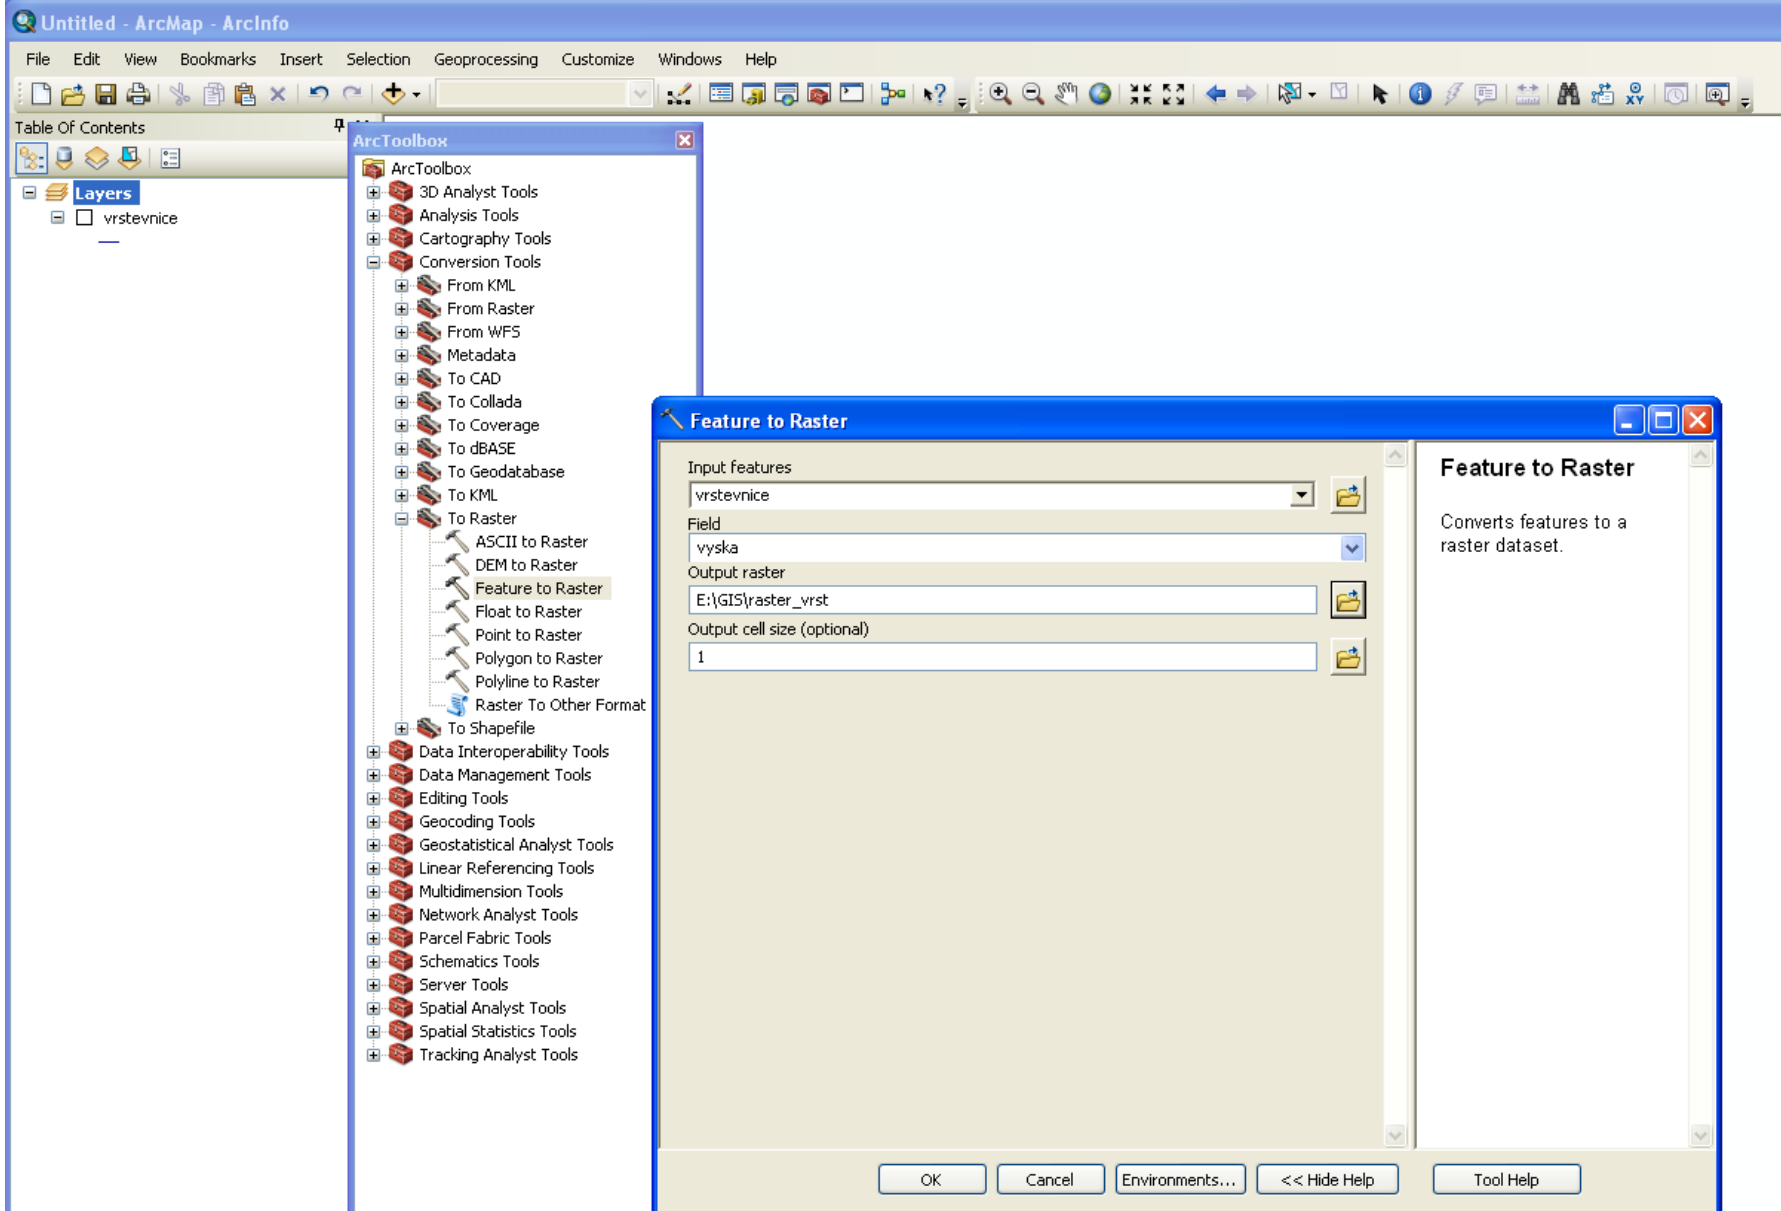 Untitled - ArcMap - ArcInfo
File Edit View Bookmarks Insert Selection Geoprocessing Customize Windows Help
Table Of Contents
Layers
vrstevnice
ArcToolbox
ArcToolbox
3D Analyst Tools
Analysis Tools
Cartography Tools
Conversion Tools
From KML
From Raster
From WFS
Metadata
To CAD
To Collada
To Coverage
To dBASE
To Geodatabase
To KML
To Raster
ASCII to Raster
DEM to Raster
Feature to Raster
Float to Raster
Point to Raster
Polygon to Raster
Polyline to Raster
Raster To Other Format
To Shapefile
Data Interoperability Tools
Data Management Tools
Editing Tools
Geocoding Tools
Geostatistical Analyst Tools
Linear Referencing Tools
Multidimension Tools
Network Analyst Tools
Parcel Fabric Tools
Schematics Tools
Server Tools
Spatial Analyst Tools
Spatial Statistics Tools
Tracking Analyst Tools
Feature to Raster
Input features
vrstevnice
Field
vyska
Output raster
E:\GIS\raster_vrst
Output cell size (optional)
1
OK Cancel Environments... << Hide Help Tool Help
Feature to Raster
Converts features to a
raster dataset.